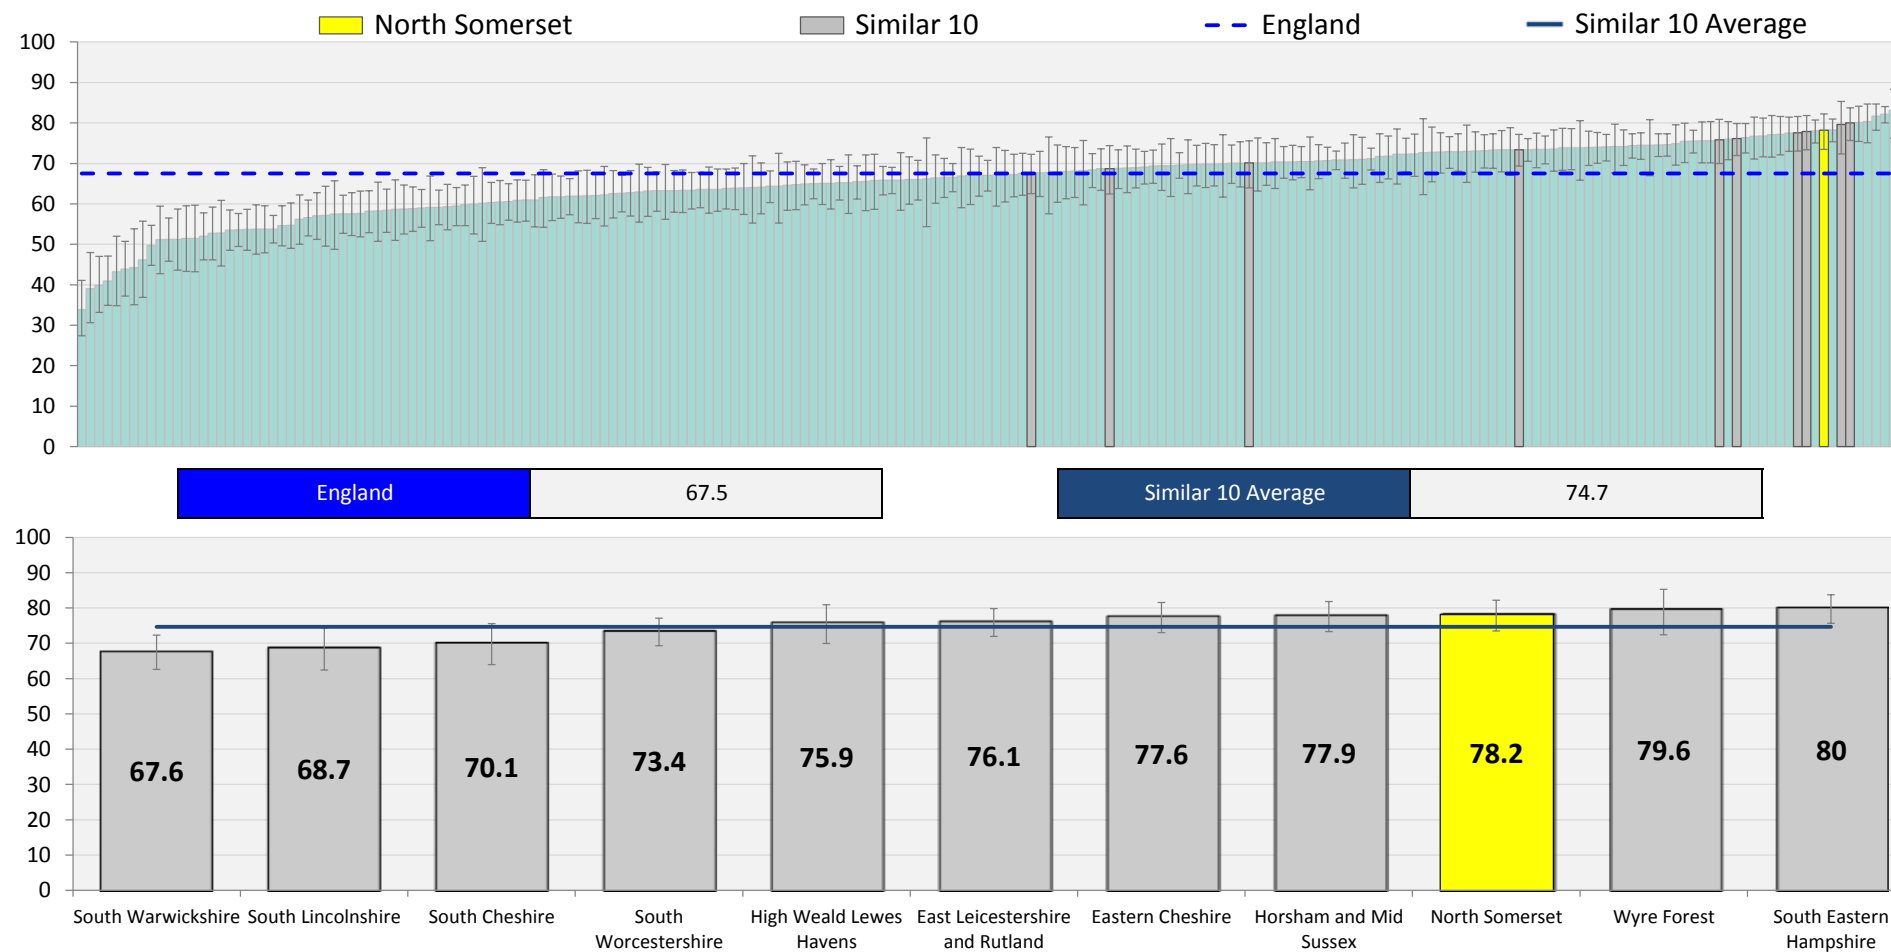 North Somerset
Similar 10
England
Similar 10 Average
100
90
80
70
60
50
40
30
20
10
0
England
67.5
Similar 10 Average
74.7
100
90
80
70
60
50
40
30
20
10
0
67.6
68.7
70.1
73.4
75.9
76.1
77.6
77.9
78.2
79.6
80
South Warwickshire
South Lincolnshire
South Cheshire
South
Worcestershire
High Weald Lewes
Havens
East Leicestershire
and Rutland
Eastern Cheshire
Horsham and Mid
Sussex
North Somerset
Wyre Forest
South Eastern
Hampshire